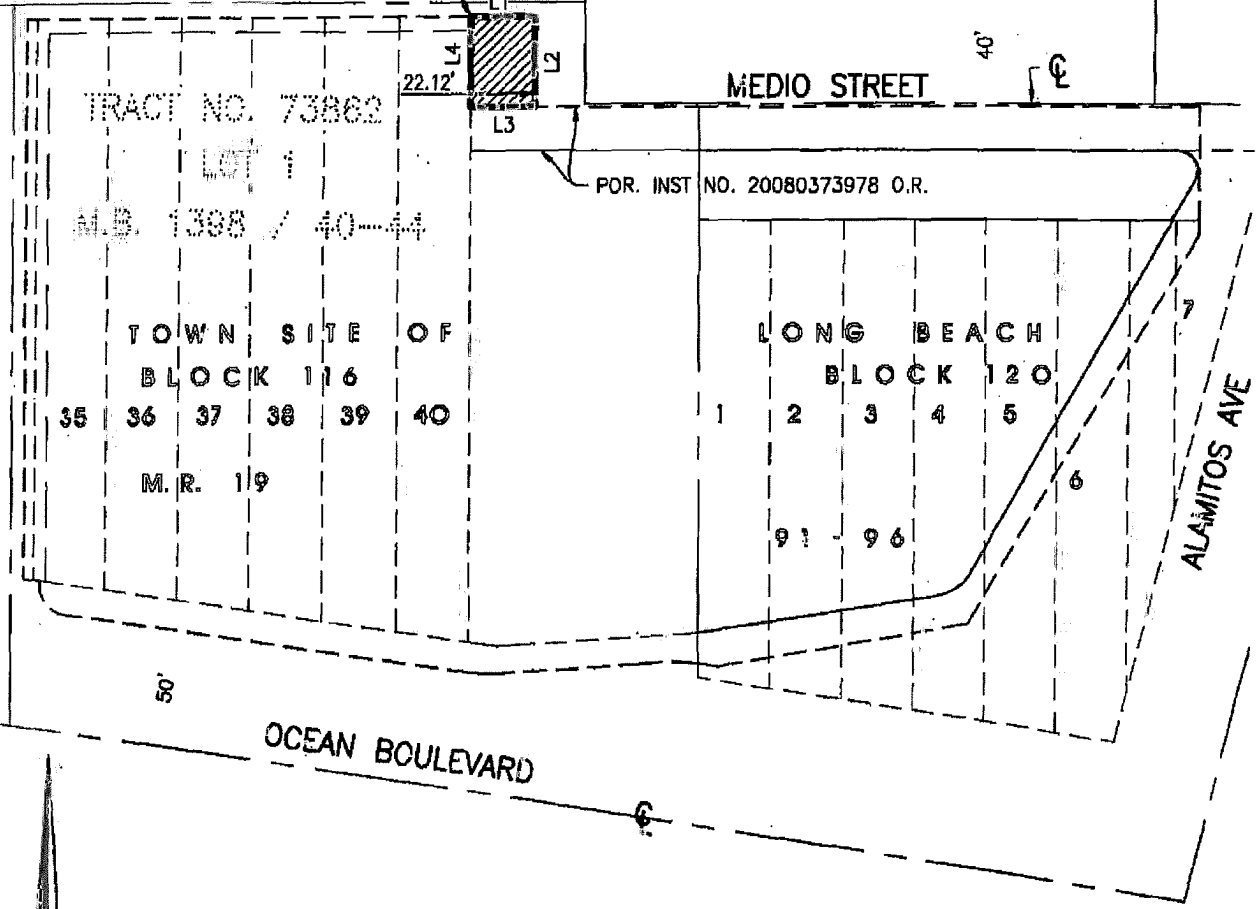 L1
L4
L2
22.12'
L3
40'
MEDIO STREET
℄
TRACT NO. 73862
LOT 1
M.B. 1398 / 40-44
POR. INST NO. 20080373978 O.R.
TOWN SITE OF
BLOCK 116
35 36 37 38 39 40
M.R. 19
LONG BEACH
BLOCK 120
1 2 3 4 5
6
7
91 - 96
ALAMITOS AVE
50'
OCEAN BOULEVARD
℄